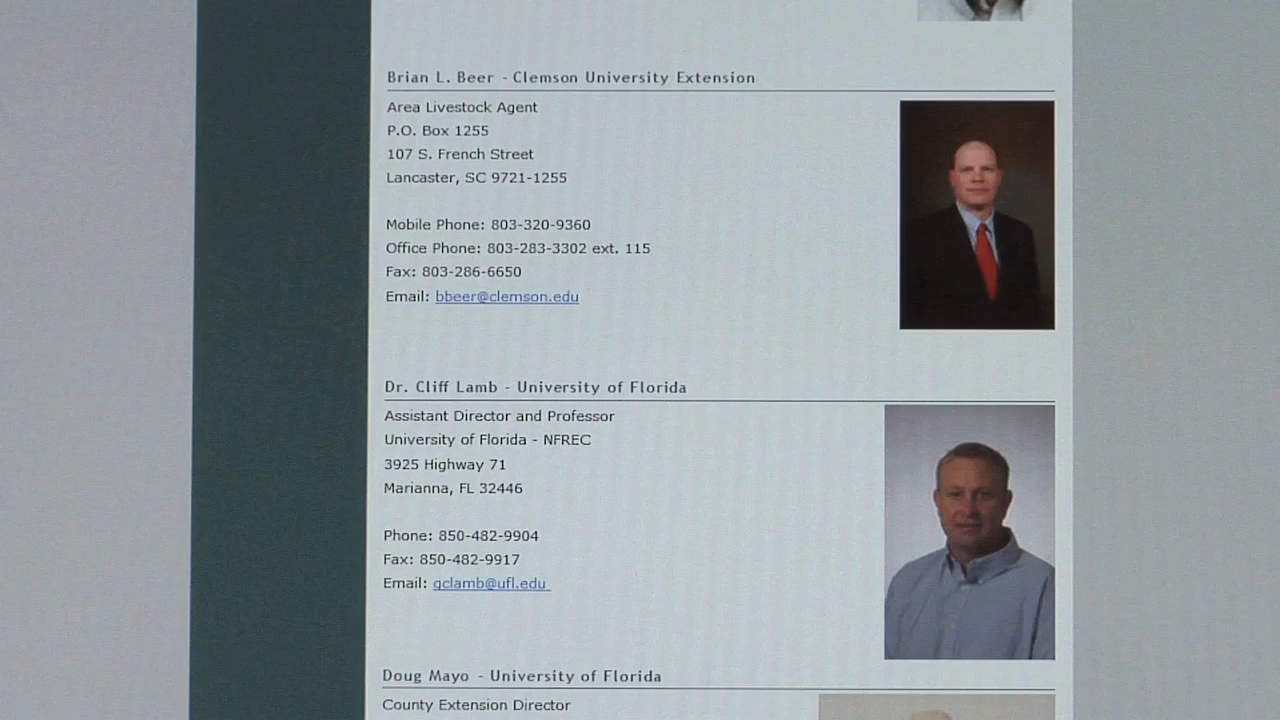 Brian L. Beer - Clemson University Extension
Area Livestock Agent
P.O. Box 1255
107 S. French Street
Lancaster, SC 9721-1255
Mobile Phone: 803-320-9360
Office Phone: 803-283-3302 ext. 115
Fax: 803-286-6650
Email: bbeer@clemson.edu
Dr. Cliff Lamb - University of Florida
Assistant Director and Professor
University of Florida - NFREC
3925 Highway 71
Marianna, FL 32446
Phone: 850-482-9904
Fax: 850-482-9917
Email: gclamb@ufl.edu
Doug Mayo - University of Florida
County Extension Director